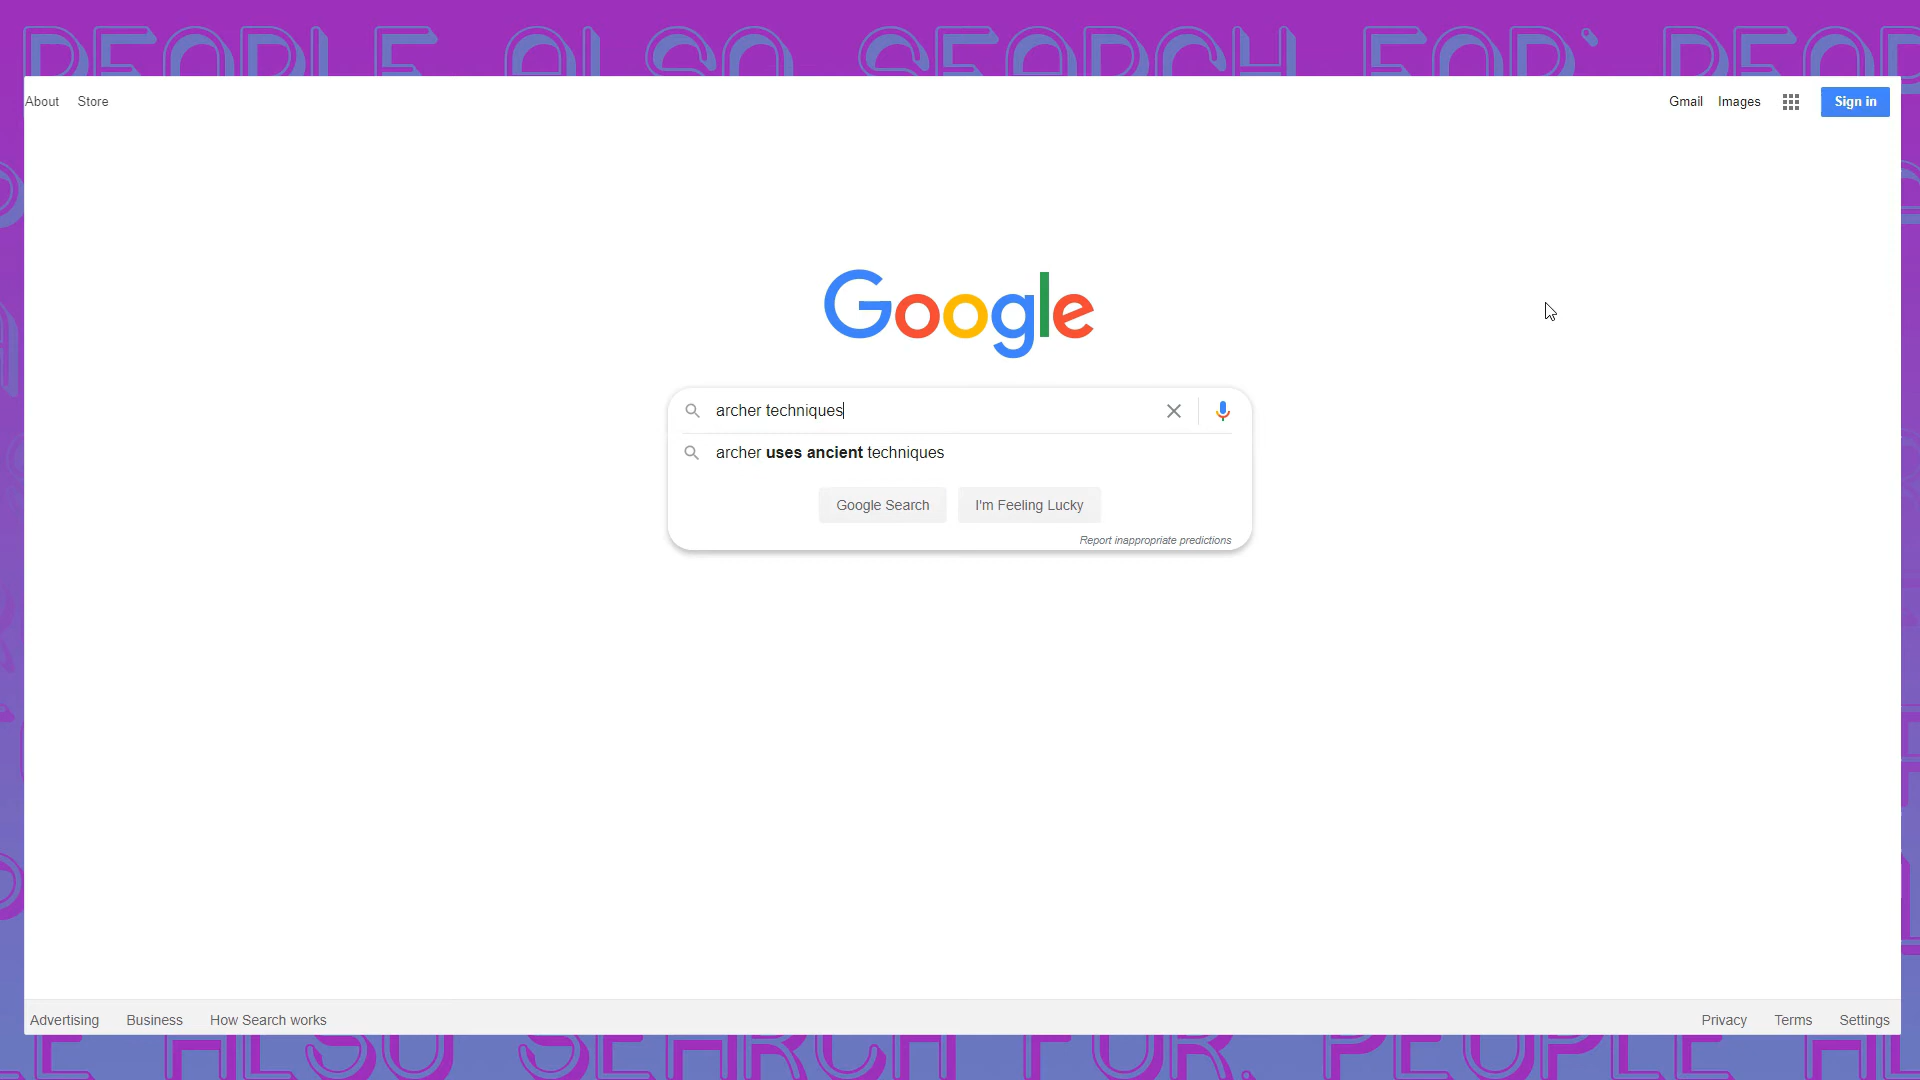 PEOPLE ALSO SEARCH FOR:
About Store
Gmail Images Sign in
Google
archer techniques
archer uses ancient techniques
Google Search I'm Feeling Lucky
Report inappropriate predictions
Advertising Business How Search works
Privacy Terms Settings
ALSO SEARCH FOR: PEOPLE